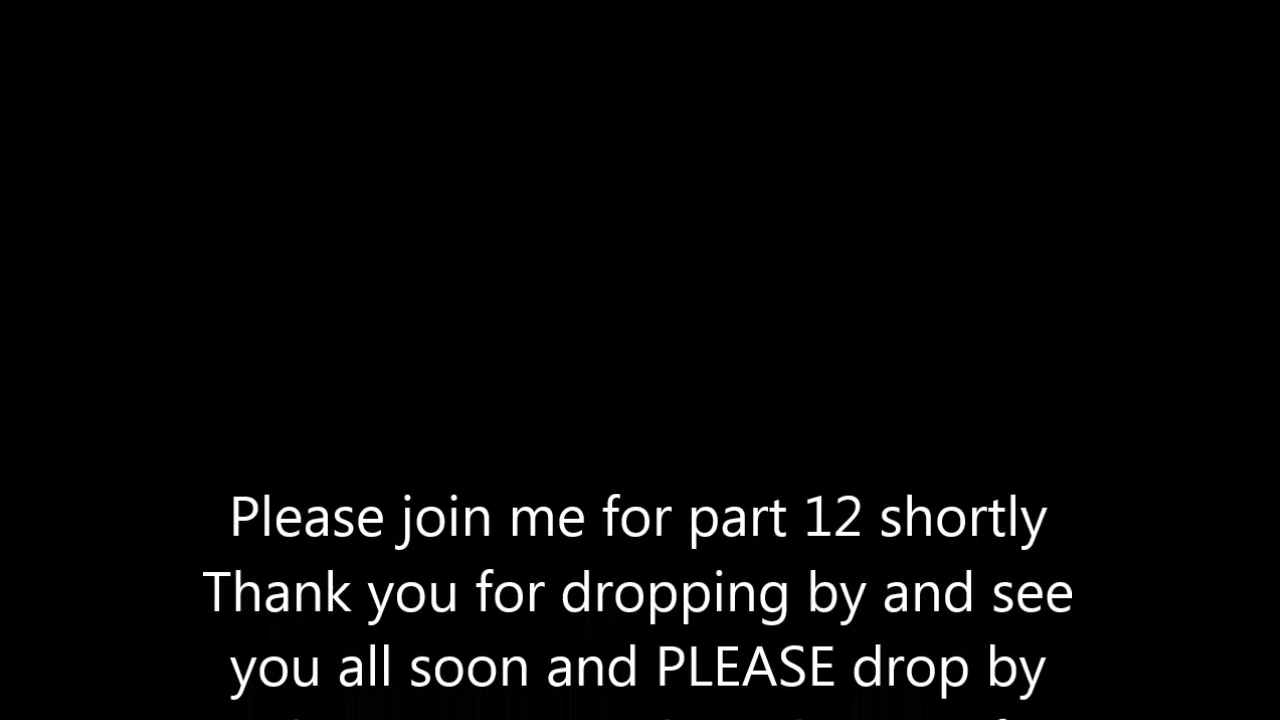 Please join me for part 12 shortly
Thank you for dropping by and see
you all soon and PLEASE drop by